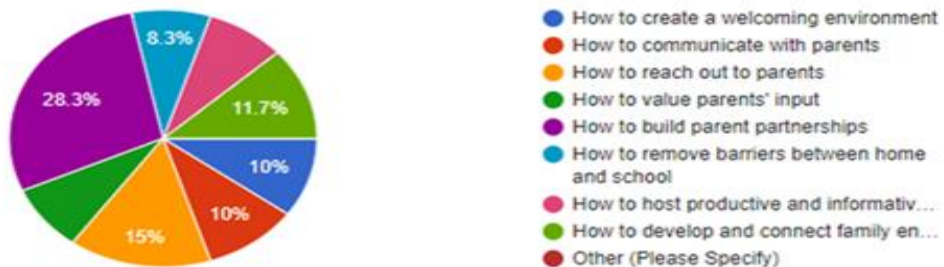 8.3%
28.3%
11.7%
10%
10%
15%
How to create a welcoming environment
How to communicate with parents
How to reach out to parents
How to value parents' input
How to build parent partnerships
How to remove barriers between home
and school
How to host productive and informativ...
How to develop and connect family en...
Other (Please Specify)